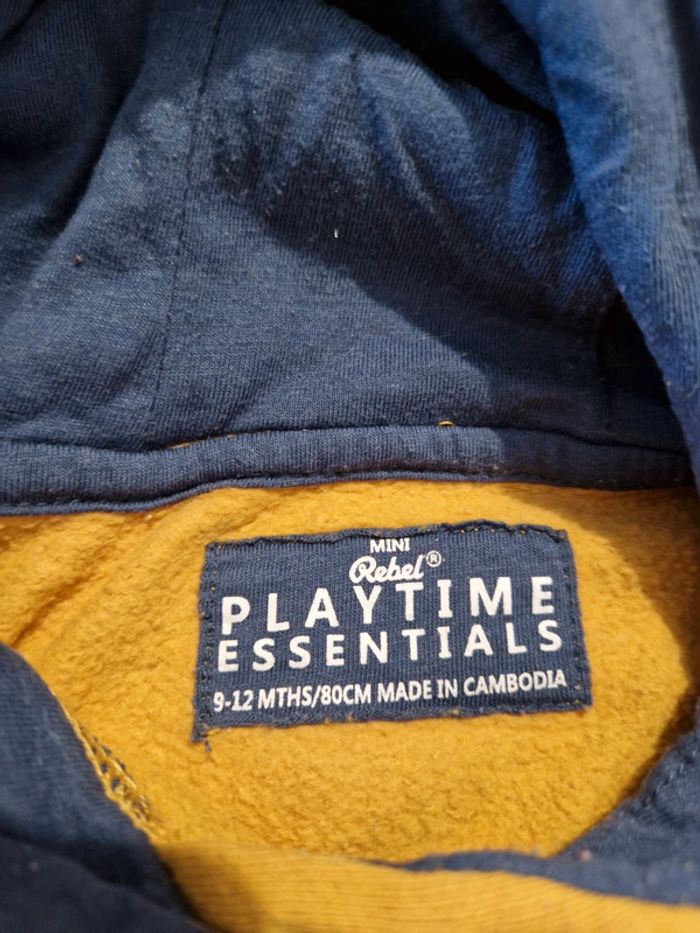 MINI
Rebel®
PLAYTIME
ESSENTIALS
9-12 MTHS/80CM MADE IN CAMBODIA